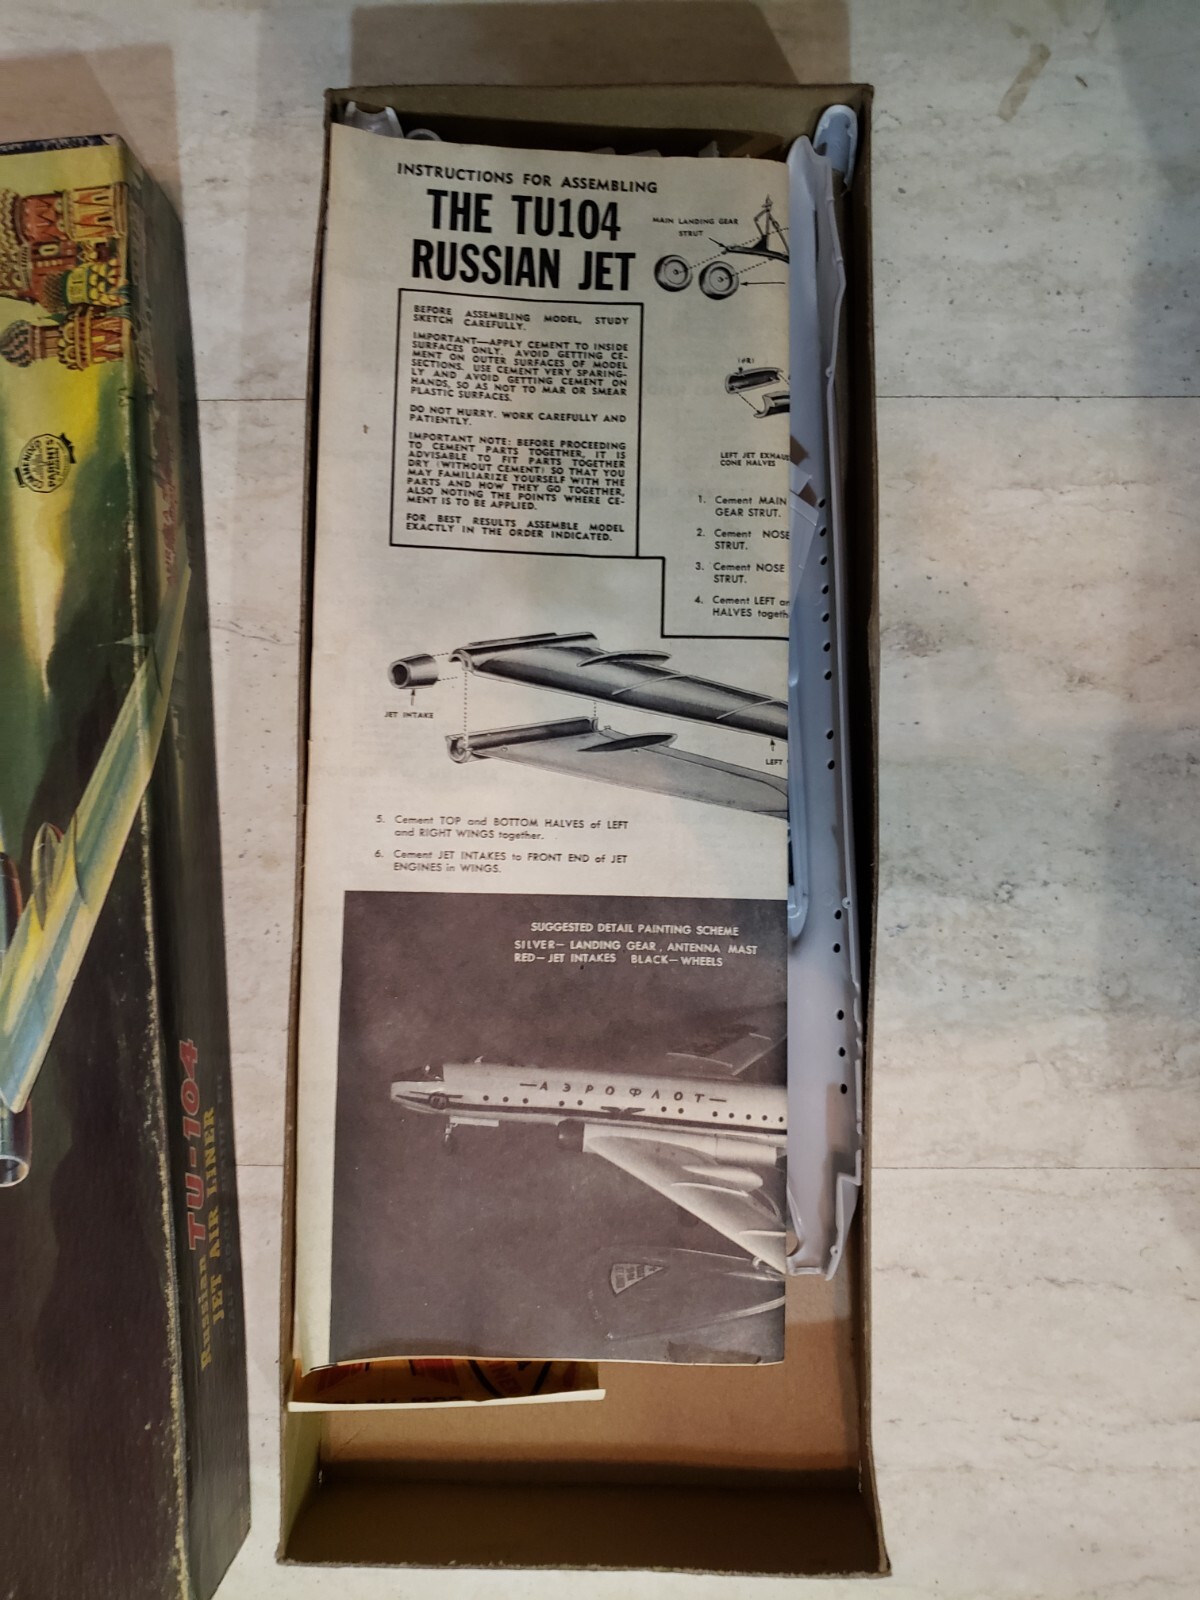 INSTRUCTIONS FOR ASSEMBLING
THE TU104
RUSSIAN JET
MAIN LANDING GEAR
STRUT
BEFORE ASSEMBLING MODEL, STUDY
SKETCH CAREFULLY.
IMPORTANT—APPLY CEMENT TO INSIDE
SURFACES ONLY. AVOID GETTING CE-
MENT ON OUTER SURFACES OF MODEL
SECTIONS. USE CEMENT VERY SPARING-
LY AND AVOID GETTING CEMENT ON
HANDS, SO AS NOT TO MAR OR SMEAR
PLASTIC SURFACES.
DO NOT HURRY. WORK CAREFULLY AND
PATIENTLY.
IMPORTANT NOTE: BEFORE PROCEEDING
TO CEMENT PARTS TOGETHER, IT IS
ADVISABLE TO FIT PARTS TOGETHER
DRY (WITHOUT CEMENT) SO THAT YOU
MAY FAMILIARIZE YOURSELF WITH THE
PARTS AND HOW THEY GO TOGETHER,
ALSO NOTING THE POINTS WHERE CE-
MENT IS TO BE APPLIED.
FOR BEST RESULTS ASSEMBLE MODEL
EXACTLY IN THE ORDER INDICATED.
LEFT JET EXHAUS
CONE HALVES
1. Cement MAIN
GEAR STRUT.
2. Cement NOSE
STRUT.
3. Cement NOSE
STRUT.
4. Cement LEFT an
HALVES togeth
JET INTAKE
LEFT
5. Cement TOP and BOTTOM HALVES of LEFT
and RIGHT WINGS together.
6. Cement JET INTAKES to FRONT END of JET
ENGINES in WINGS.
SUGGESTED DETAIL PAINTING SCHEME
SILVER— LANDING GEAR, ANTENNA MAST
RED—JET INTAKES BLACK—WHEELS
—АЭРОФЛОТ—
PARENTS
Russian TU-104
JET AIR LINER